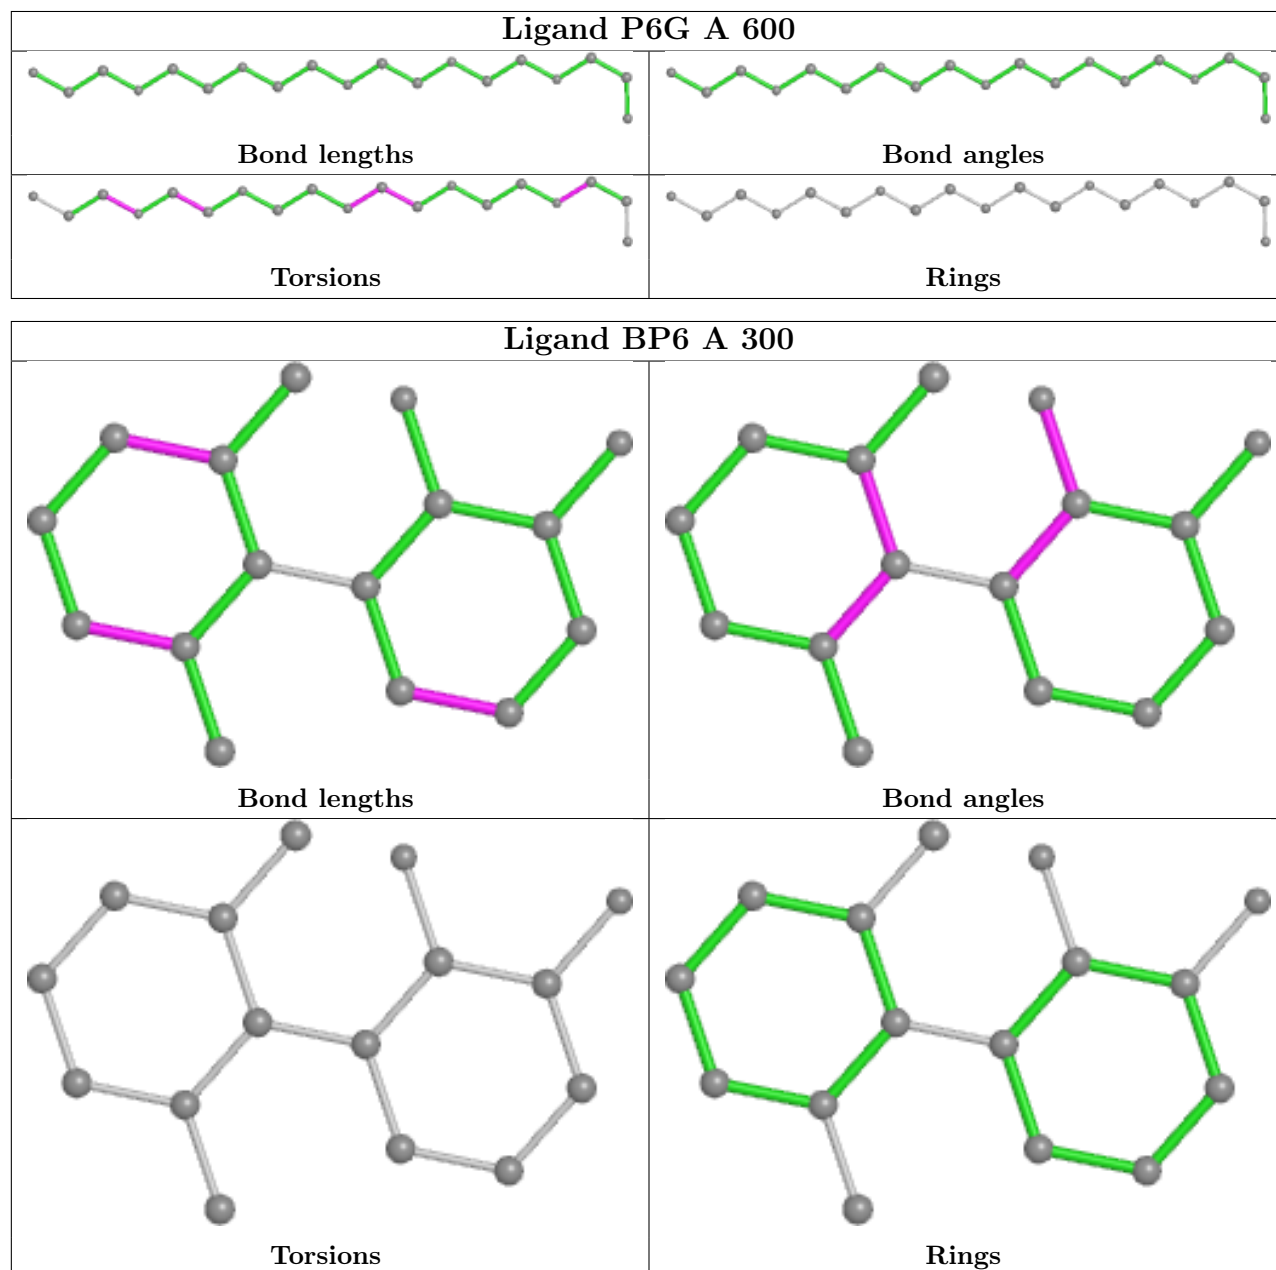 Ligand P6G A 600
Bond lengths
Bond angles
Torsions
Rings
Ligand BP6 A 300
Bond lengths
Bond angles
Torsions
Rings